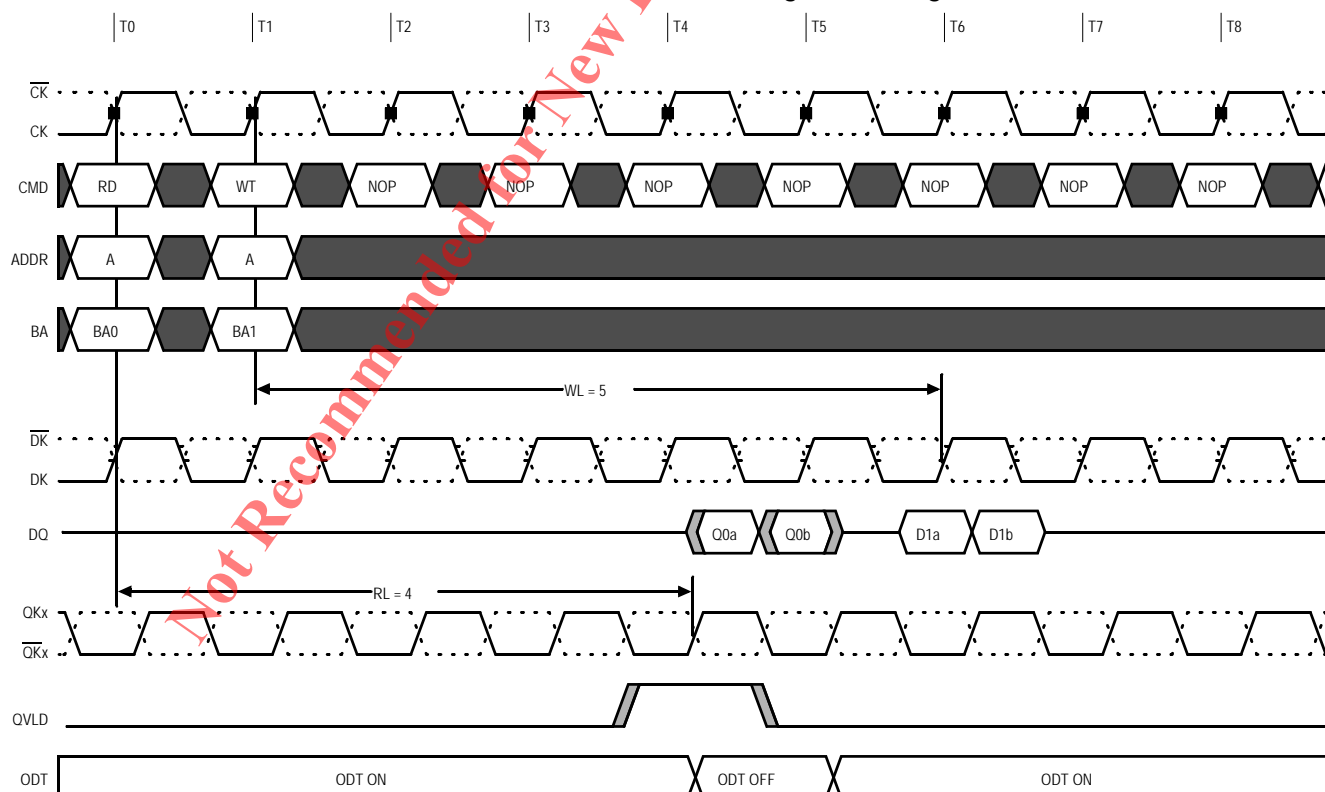 T0 T1 T2 T3 T4 T5 T6 T7 T8
CK
CK
CMD RD WT NOP NOP NOP NOP NOP NOP NOP
ADDR A A
BA BA0 BA1
WL = 5
DK
DK
DQ Q0a Q0b D1a D1b
RL = 4
QKx
QKx
QVLD
ODT ODT ON ODT OFF ODT ON
Not Recommended for New